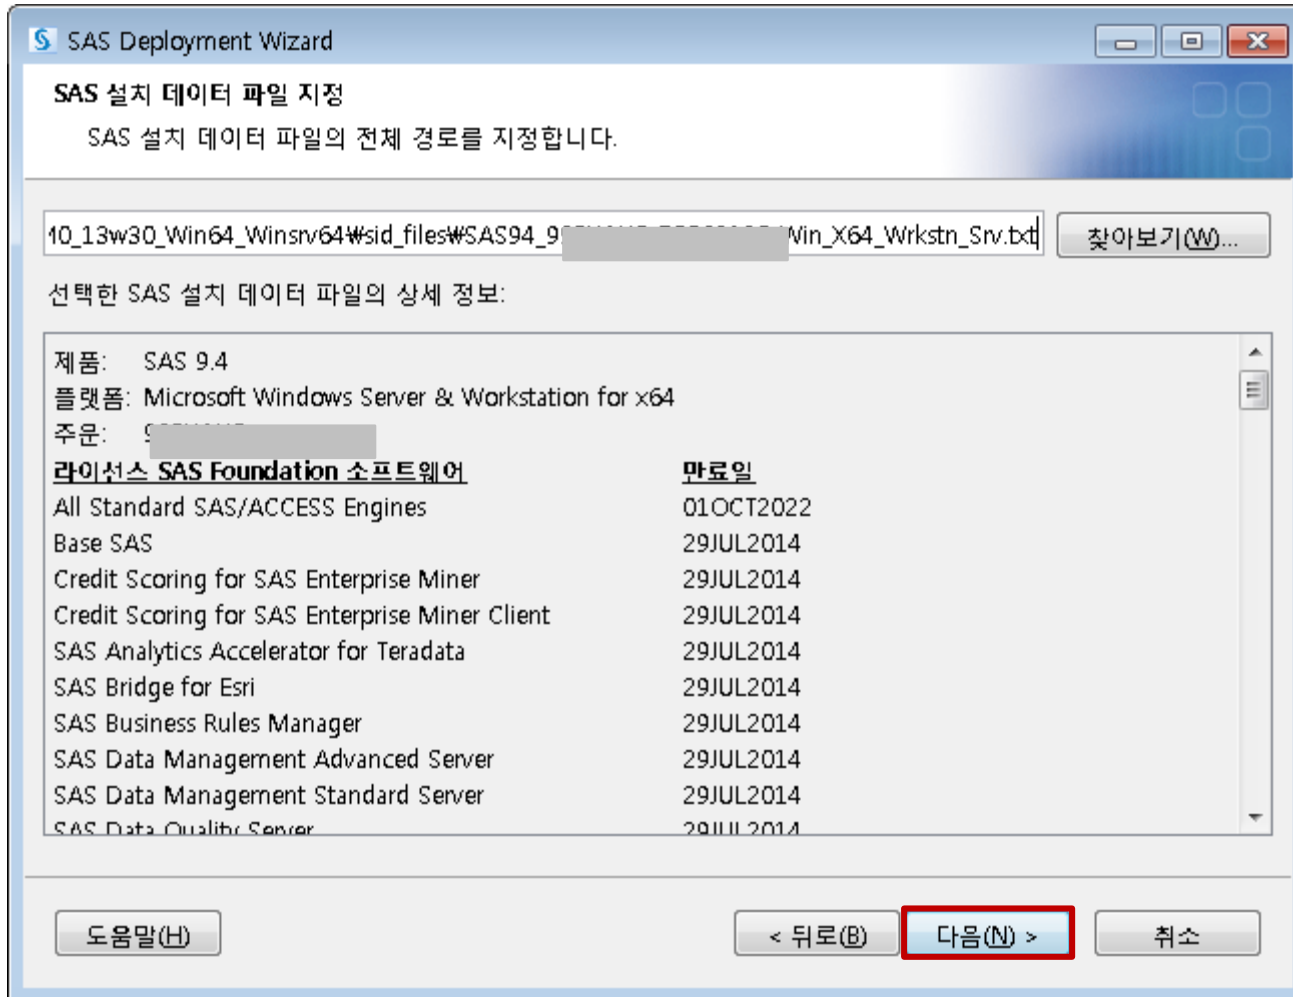 SAS Deployment Wizard
SAS 설치 데이터 파일 지정
SAS 설치 데이터 파일의 전체 경로를 지정합니다.
40_13w30_Win64_Winsrv64₩sid_files₩SAS94_99 Win_X64_Wrkstn_Srv.txt 찾아보기(W)...
선택한 SAS 설치 데이터 파일의 상세 정보:
제품: SAS 9.4
플랫폼: Microsoft Windows Server & Workstation for x64
주문:
라이선스 SAS Foundation 소프트웨어 만료일
All Standard SAS/ACCESS Engines 01OCT2022
Base SAS 29JUL2014
Credit Scoring for SAS Enterprise Miner 29JUL2014
Credit Scoring for SAS Enterprise Miner Client 29JUL2014
SAS Analytics Accelerator for Teradata 29JUL2014
SAS Bridge for Esri 29JUL2014
SAS Business Rules Manager 29JUL2014
SAS Data Management Advanced Server 29JUL2014
SAS Data Management Standard Server 29JUL2014
SAS Data Quality Server 29JUL2014
도움말(H) < 뒤로(B) 다음(N) > 취소